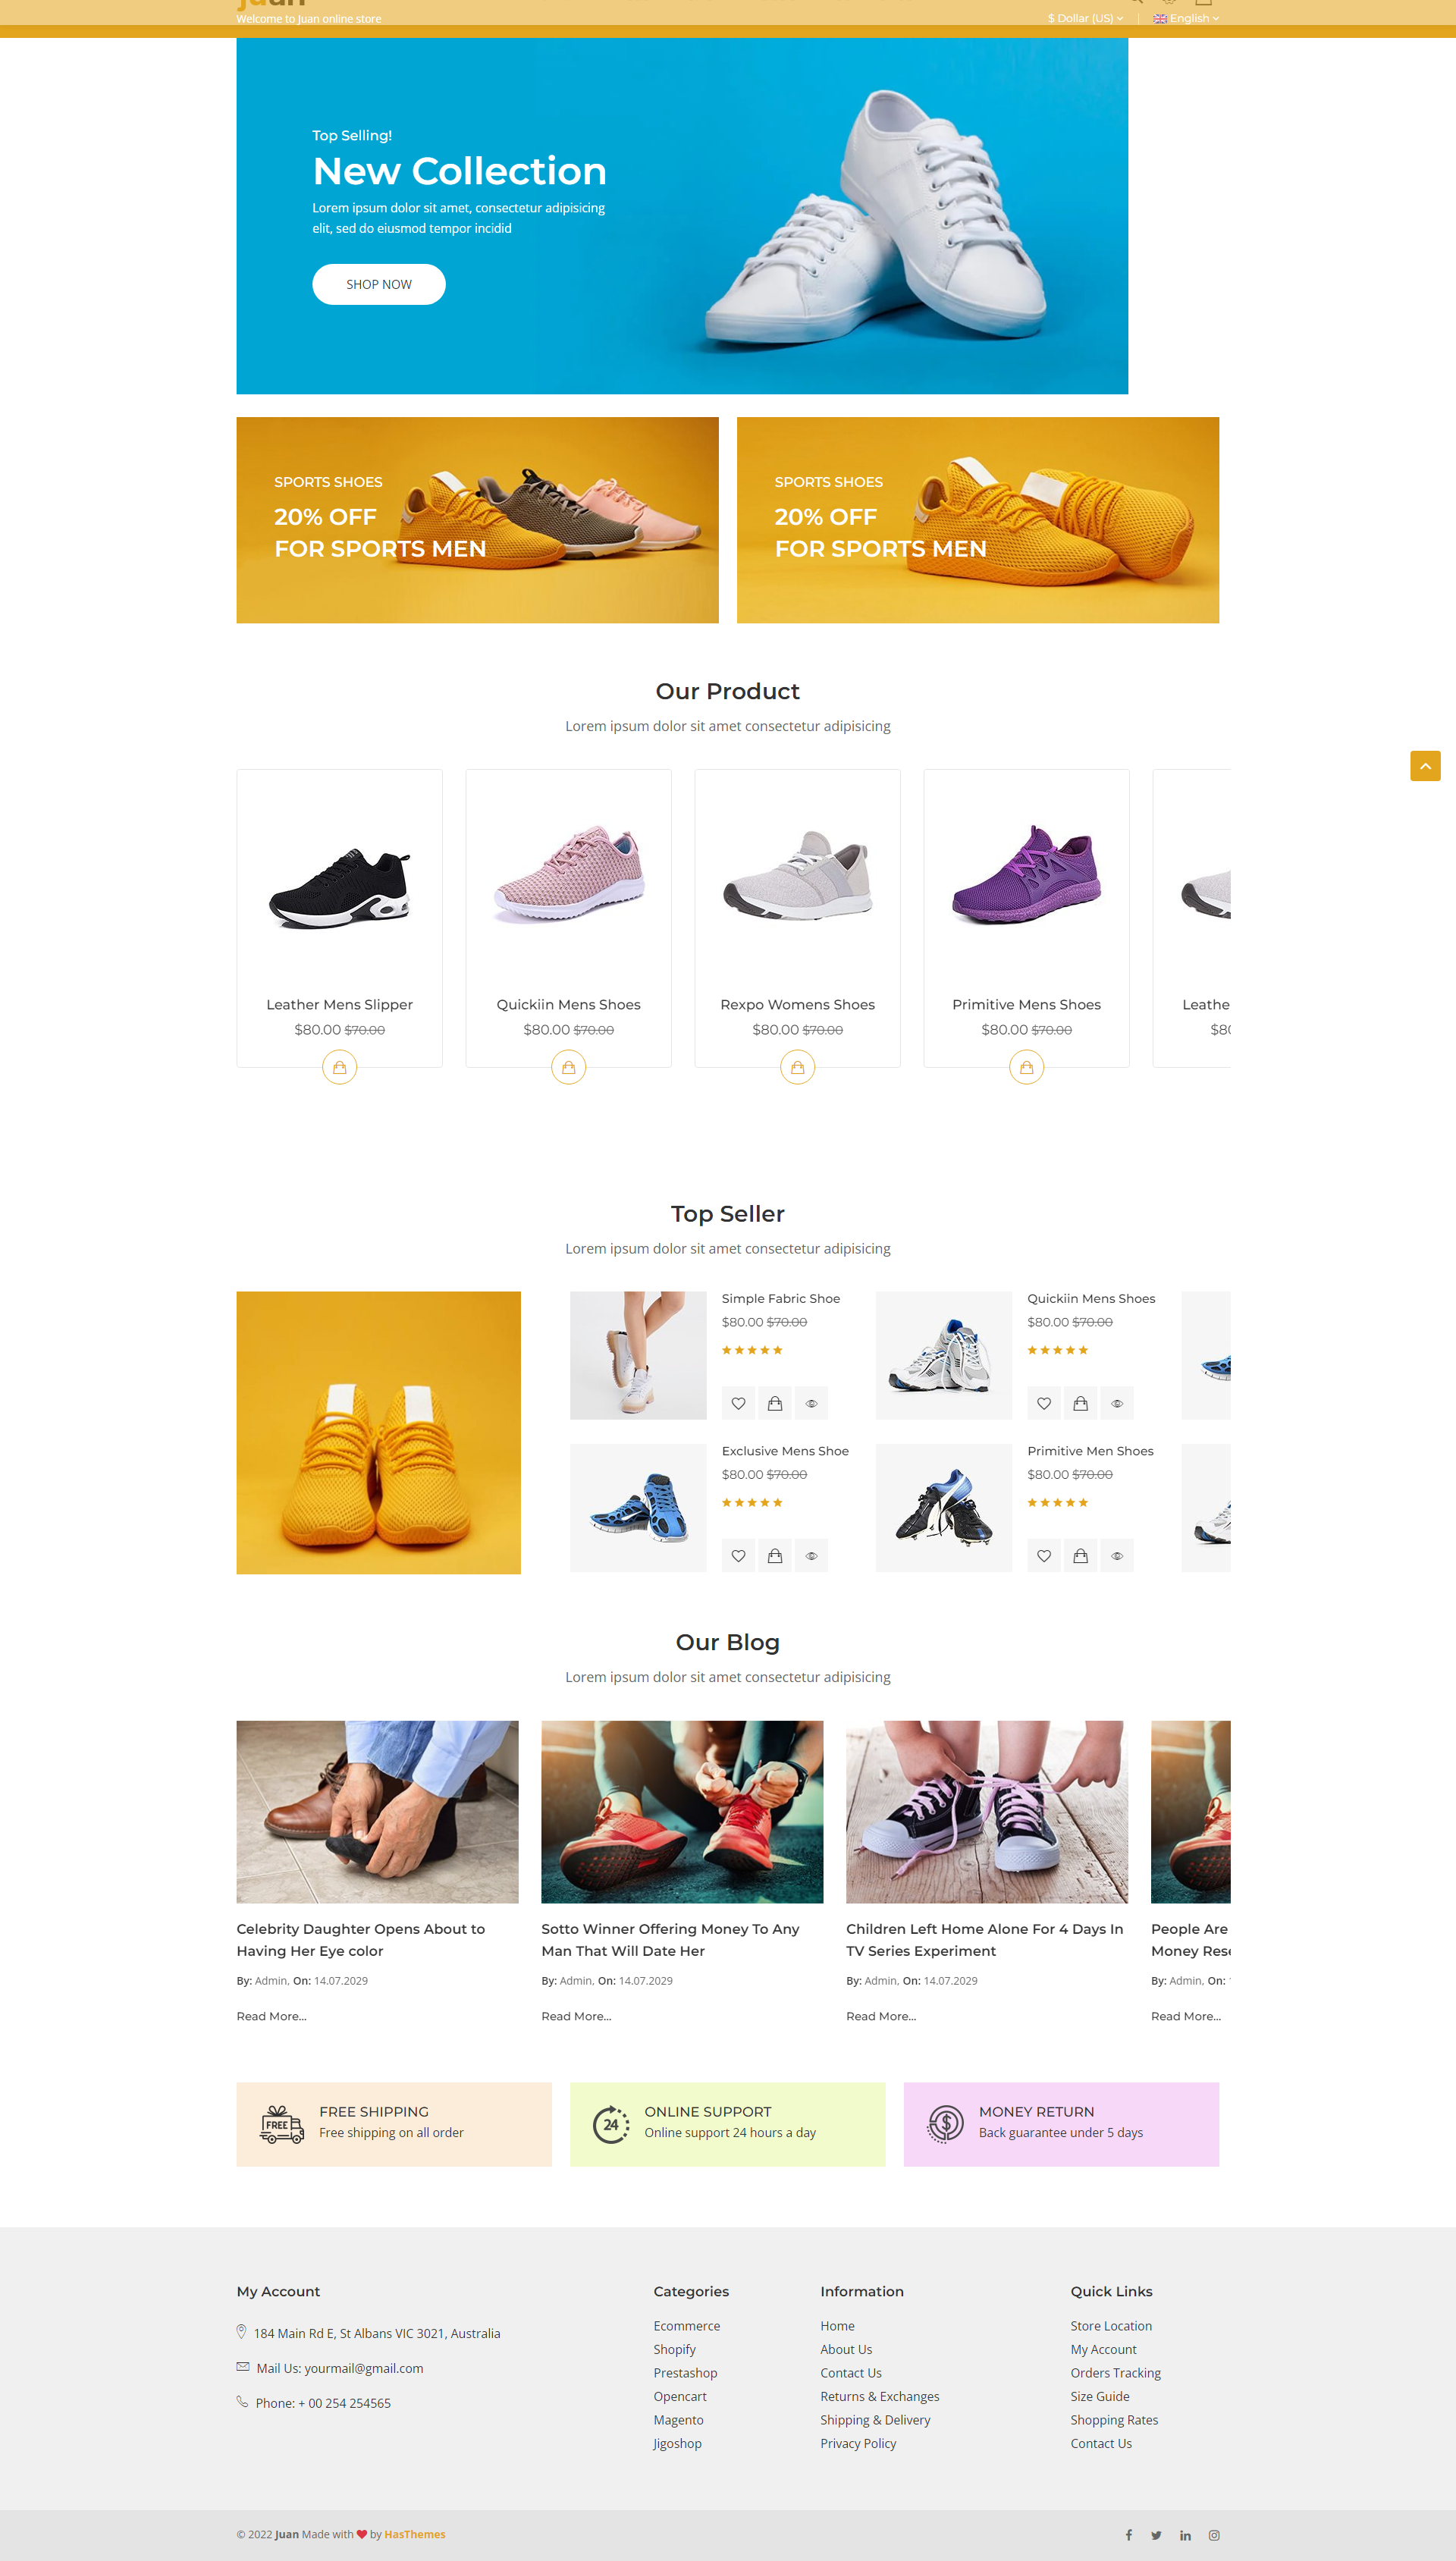 Juan
Welcome to Juan online store
$ Dollar (US)
English
Top Selling!
New Collection
Lorem ipsum dolor sit amet, consectetur adipisicing
elit, sed do eiusmod tempor incidid
SHOP NOW
SPORTS SHOES
20% OFF
FOR SPORTS MEN
SPORTS SHOES
20% OFF
FOR SPORTS MEN
Our Product
Lorem ipsum dolor sit amet consectetur adipisicing
Leather Mens Slipper
$80.00 $70.00
Quickiin Mens Shoes
$80.00 $70.00
Rexpo Womens Shoes
$80.00 $70.00
Primitive Mens Shoes
$80.00 $70.00
Leathe
$80
Top Seller
Lorem ipsum dolor sit amet consectetur adipisicing
Simple Fabric Shoe
$80.00 $70.00
Quickiin Mens Shoes
$80.00 $70.00
Exclusive Mens Shoe
$80.00 $70.00
Primitive Men Shoes
$80.00 $70.00
Our Blog
Lorem ipsum dolor sit amet consectetur adipisicing
Celebrity Daughter Opens About to
Having Her Eye color
By: Admin, On: 14.07.2029
Read More...
Sotto Winner Offering Money To Any
Man That Will Date Her
By: Admin, On: 14.07.2029
Read More...
Children Left Home Alone For 4 Days In
TV Series Experiment
By: Admin, On: 14.07.2029
Read More...
People Are
Money Rese
By: Admin, On:
Read More...
FREE
FREE SHIPPING
Free shipping on all order
24
ONLINE SUPPORT
Online support 24 hours a day
$
MONEY RETURN
Back guarantee under 5 days
My Account
184 Main Rd E, St Albans VIC 3021, Australia
Mail Us: yourmail@gmail.com
Phone: + 00 254 254565
Categories
Ecommerce
Shopify
Prestashop
Opencart
Magento
Jigoshop
Information
Home
About Us
Contact Us
Returns & Exchanges
Shipping & Delivery
Privacy Policy
Quick Links
Store Location
My Account
Orders Tracking
Size Guide
Shopping Rates
Contact Us
© 2022 Juan Made with ❤ by HasThemes